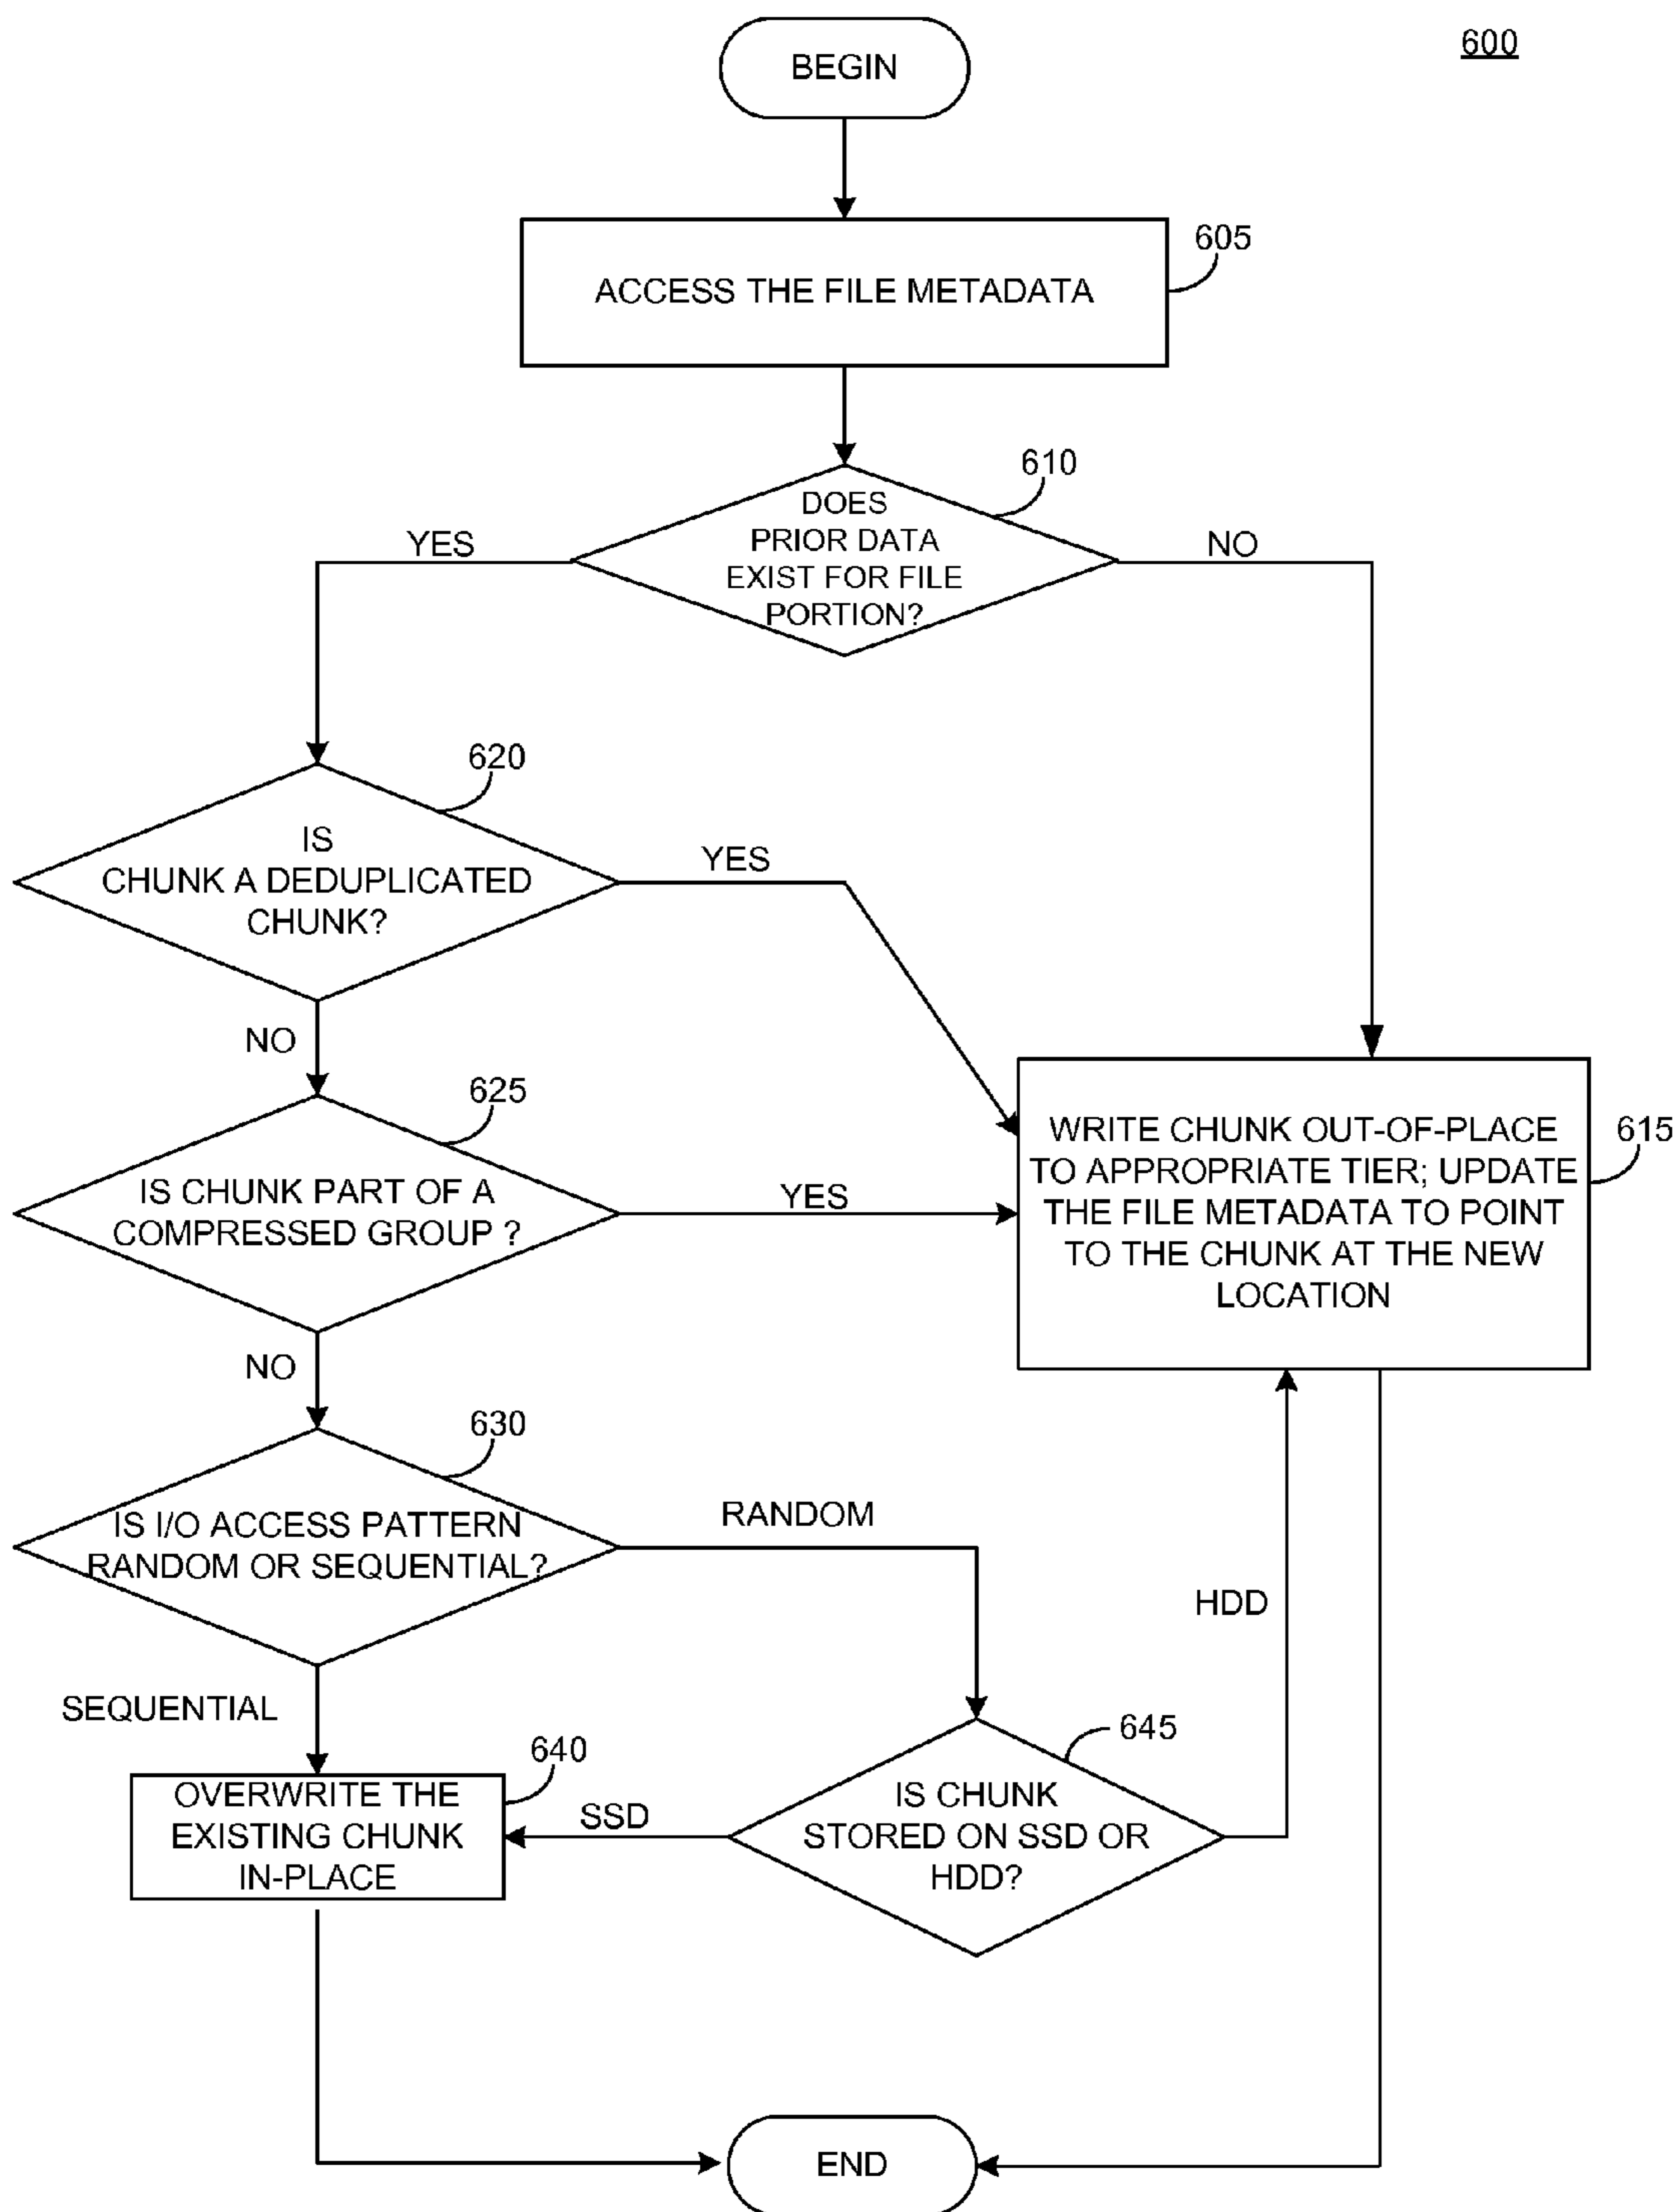 600
BEGIN
605
ACCESS THE FILE METADATA
610
DOES
PRIOR DATA
EXIST FOR FILE
PORTION?
YES
NO
620
IS
CHUNK A DEDUPLICATED
CHUNK?
YES
NO
625
IS CHUNK PART OF A
COMPRESSED GROUP ?
YES
WRITE CHUNK OUT-OF-PLACE
TO APPROPRIATE TIER; UPDATE
THE FILE METADATA TO POINT
TO THE CHUNK AT THE NEW
LOCATION
615
NO
630
IS I/O ACCESS PATTERN
RANDOM OR SEQUENTIAL?
RANDOM
HDD
SEQUENTIAL
640
OVERWRITE THE
EXISTING CHUNK
IN-PLACE
SSD
645
IS CHUNK
STORED ON SSD OR
HDD?
END